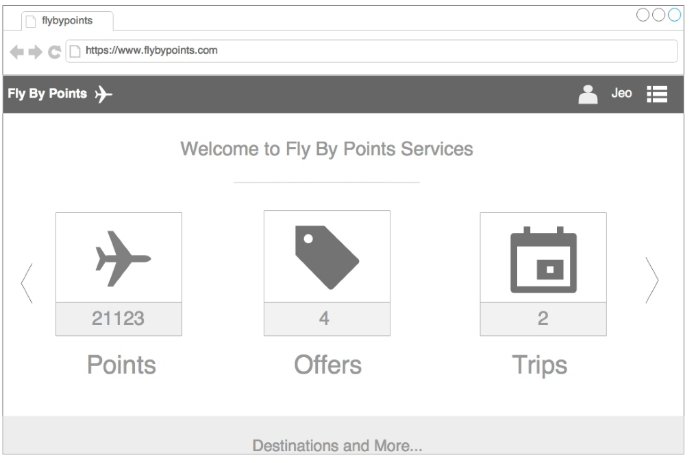 flybypoints
https://www.flybypoints.com
Fly By Points Jeo
Welcome to Fly By Points Services
21123 4 2
Points Offers Trips
Destinations and More...